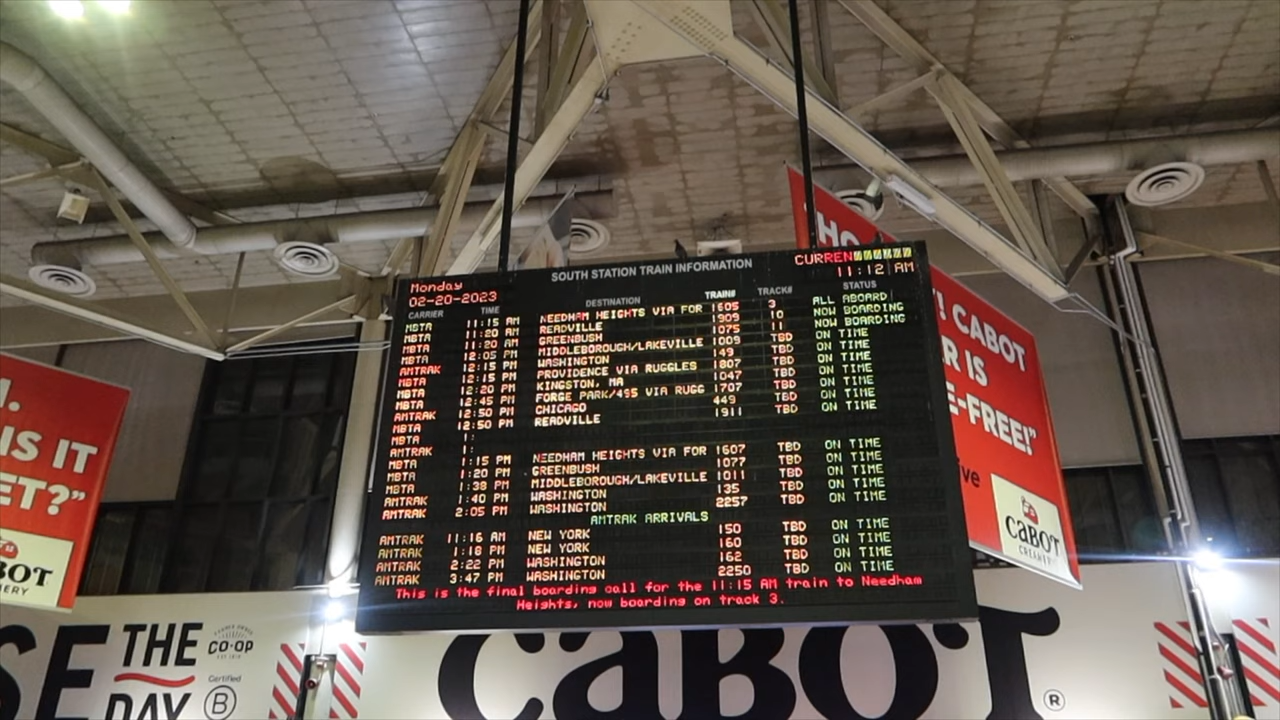 SOUTH STATION TRAIN INFORMATION
Monday
02-20-2023
CURREN
11:12 AM
CARRIER TIME DESTINATION TRAIN# TRACK# STATUS
MBTA 11:15 AM NEEDHAM HEIGHTS VIA FOR 1605 3 ALL ABOARD
MBTA 11:20 AM READVILLE 1909 10 NOW BOARDING
MBTA 11:20 AM GREENBUSH 1075 11 NOW BOARDING
MBTA 12:05 PM MIDDLEBOROUGH/LAKEVILLE 1009 TBD ON TIME
AMTRAK 12:15 PM WASHINGTON 149 TBD ON TIME
MBTA 12:15 PM PROVIDENCE VIA RUGGLES 1807 TBD ON TIME
MBTA 12:20 PM KINGSTON, MA 1047 TBD ON TIME
MBTA 12:45 PM FORGE PARK/495 VIA RUGG 1707 TBD ON TIME
AMTRAK 12:50 PM CHICAGO 449 TBD ON TIME
MBTA 12:50 PM READVILLE 1911 TBD ON TIME
MBTA 1:
AMTRAK 1:
MBTA 1:15 PM NEEDHAM HEIGHTS VIA FOR 1607 TBD ON TIME
MBTA 1:20 PM GREENBUSH 1077 TBD ON TIME
MBTA 1:38 PM MIDDLEBOROUGH/LAKEVILLE 1011 TBD ON TIME
AMTRAK 1:40 PM WASHINGTON 135 TBD ON TIME
AMTRAK 2:05 PM WASHINGTON 2257 TBD ON TIME
AMTRAK ARRIVALS
AMTRAK 11:16 AM NEW YORK 150 TBD ON TIME
AMTRAK 1:18 PM NEW YORK 160 TBD ON TIME
AMTRAK 2:22 PM WASHINGTON 162 TBD ON TIME
AMTRAK 3:47 PM WASHINGTON 2250 TBD ON TIME
This is the final boarding call for the 11:15 AM train to Needham
Heights, now boarding on track 3.
IS IT
ET?”
BOT
ERY
HO
! CABOT
R IS
E-FREE!”
ive
CABOT
CREAMERY
SE THE
DAY
CO-OP
Certified
B
CABOT
®